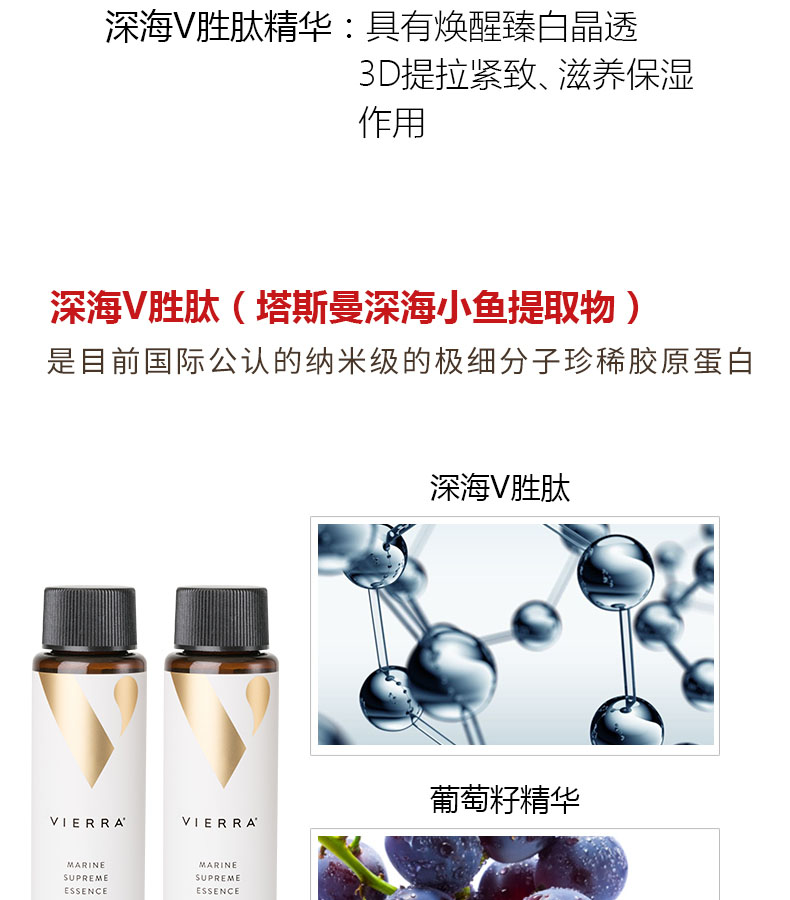 深海V胜肽精华：具有焕醒臻白晶透
3D提拉紧致、滋养保湿
作用
深海V胜肽（塔斯曼深海小鱼提取物）
是目前国际公认的纳米级的极细分子珍稀胶原蛋白
深海V胜肽
葡萄籽精华
VIERRA
MARINE
SUPREME
ESSENCE
VIERRA
MARINE
SUPREME
ESSENCE